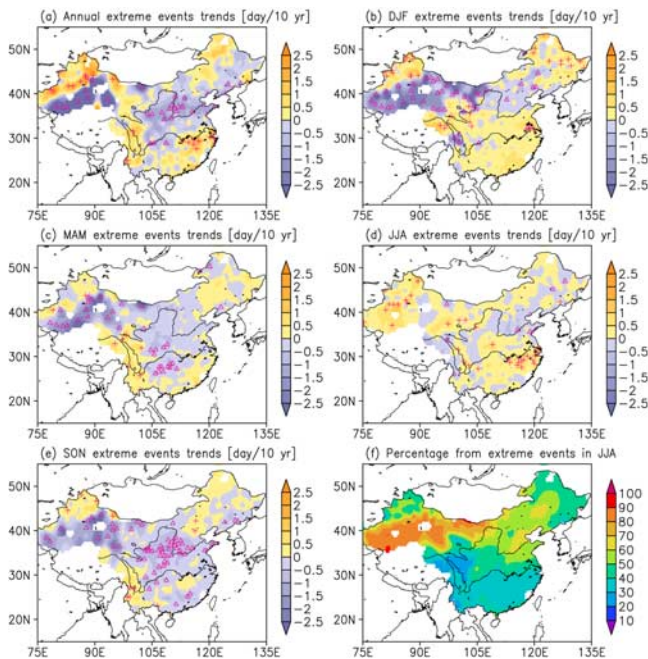 (a) Annual extreme events trends [day/10 yr]
(b) DJF extreme events trends [day/10 yr]
50N
40N
30N
20N
75E 90E 105E 120E 135E
2.5
2
1.5
1
0.5
0
−0.5
−1
−1.5
−2
−2.5
50N
40N
30N
20N
75E 90E 105E 120E 135E
2.5
2
1.5
1
0.5
0
−0.5
−1
−1.5
−2
−2.5
(c) MAM extreme events trends [day/10 yr]
(d) JJA extreme events trends [day/10 yr]
50N
40N
30N
20N
75E 90E 105E 120E 135E
2.5
2
1.5
1
0.5
0
−0.5
−1
−1.5
−2
−2.5
50N
40N
30N
20N
75E 90E 105E 120E 135E
2.5
2
1.5
1
0.5
0
−0.5
−1
−1.5
−2
−2.5
(e) SON extreme events trends [day/10 yr]
(f) Percentage from extreme events in JJA
50N
40N
30N
20N
75E 90E 105E 120E 135E
2.5
2
1.5
1
0.5
0
−0.5
−1
−1.5
−2
−2.5
50N
40N
30N
20N
75E 90E 105E 120E 135E
100
90
80
70
60
50
40
30
20
10